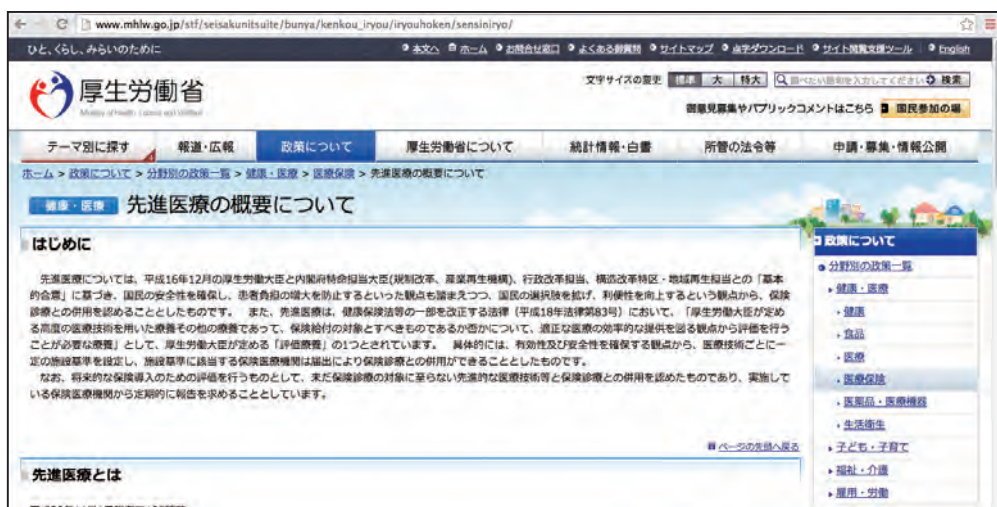 www.mhlw.go.jp/stf/seisakunitsuite/bunya/kenkou_iryou/iryouhoken/sensiniryo/
ひと、くらし、みらいのために
本文へ ホーム お問合せ窓口 よくある御質問 サイトマップ 点字ダウンロード サイト閲覧支援ツール English
厚生労働省
Ministry of Health, Labour and Welfare
文字サイズの変更 標準 大 特大 調べたい語句を入力してください 検索
御意見募集やパブリックコメントはこちら 国民参加の場
テーマ別に探す 報道・広報 政策について 厚生労働省について 統計情報・白書 所管の法令等 申請・募集・情報公開
ホーム > 政策について > 分野別の政策一覧 > 健康・医療 > 医療保険 > 先進医療の概要について
健康・医療 先進医療の概要について
はじめに
先進医療については、平成16年12月の厚生労働大臣と内閣府特命担当大臣(規制改革、産業再生機構)、行政改革担当、構造改革特区・地域再生担当との「基本
的合意」に基づき、国民の安全性を確保し、患者負担の増大を防止するといった観点も踏まえつつ、国民の選択肢を拡げ、利便性を向上するという観点から、保険
診療との併用を認めることとしたものです。 また、先進医療は、健康保険法等の一部を改正する法律(平成18年法律第83号)において、「厚生労働大臣が定め
る高度の医療技術を用いた療養その他の療養であって、保険給付の対象とすべきものであるか否かについて、適正な医療の効率的な提供を図る観点から評価を行う
ことが必要な療養」として、厚生労働大臣が定める「評価療養」の1つとされています。 具体的には、有効性及び安全性を確保する観点から、医療技術ごとに一
定の施設基準を設定し、施設基準に該当する保険医療機関は届出により保険診療との併用ができることとしたものです。
なお、将来的な保険導入のための評価を行うものとして、未だ保険診療の対象に至らない先進的な医療技術等と保険診療との併用を認めたものであり、実施して
いる保険医療機関から定期的に報告を求めることとしています。
ページの先頭へ戻る
先進医療とは
政策について
分野別の政策一覧
健康・医療
健康
食品
医療
医療保険
医薬品・医療機器
生活衛生
子ども・子育て
福祉・介護
雇用・労働